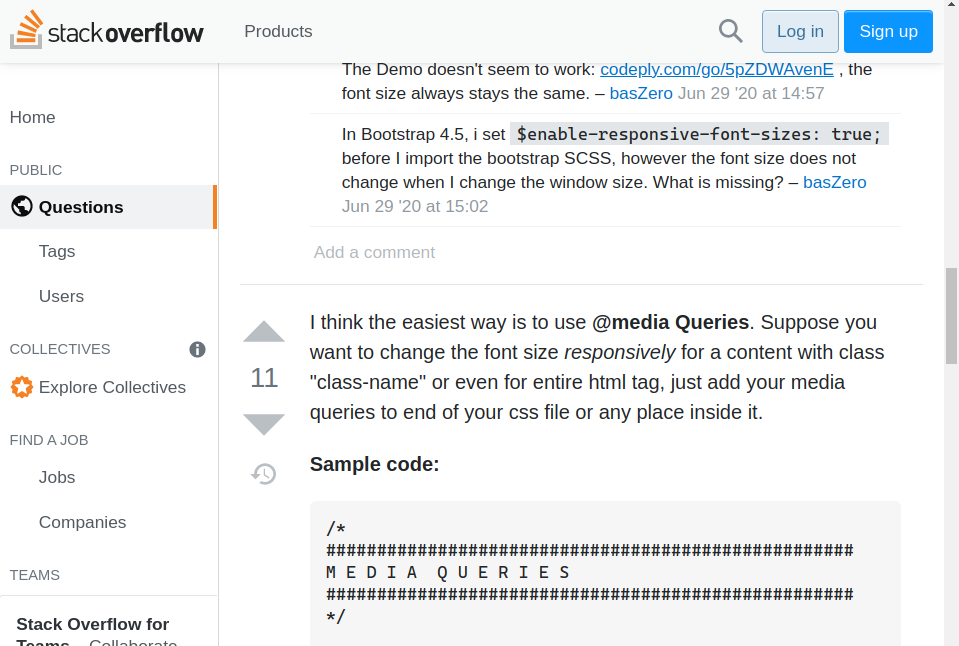 stack overflow
Products
Log in
Sign up
Home
PUBLIC
Questions
Tags
Users
COLLECTIVES
Explore Collectives
FIND A JOB
Jobs
Companies
TEAMS
Stack Overflow for
Teams – Collaborate
The Demo doesn't seem to work: codeply.com/go/5pZDWAvenE , the
font size always stays the same. – basZero Jun 29 '20 at 14:57
In Bootstrap 4.5, i set $enable-responsive-font-sizes: true;
before I import the bootstrap SCSS, however the font size does not
change when I change the window size. What is missing? – basZero
Jun 29 '20 at 15:02
Add a comment
11
I think the easiest way is to use @media Queries. Suppose you
want to change the font size responsively for a content with class
"class-name" or even for entire html tag, just add your media
queries to end of your css file or any place inside it.
Sample code:
/*
####################################################
M E D I A  Q U E R I E S
####################################################
*/